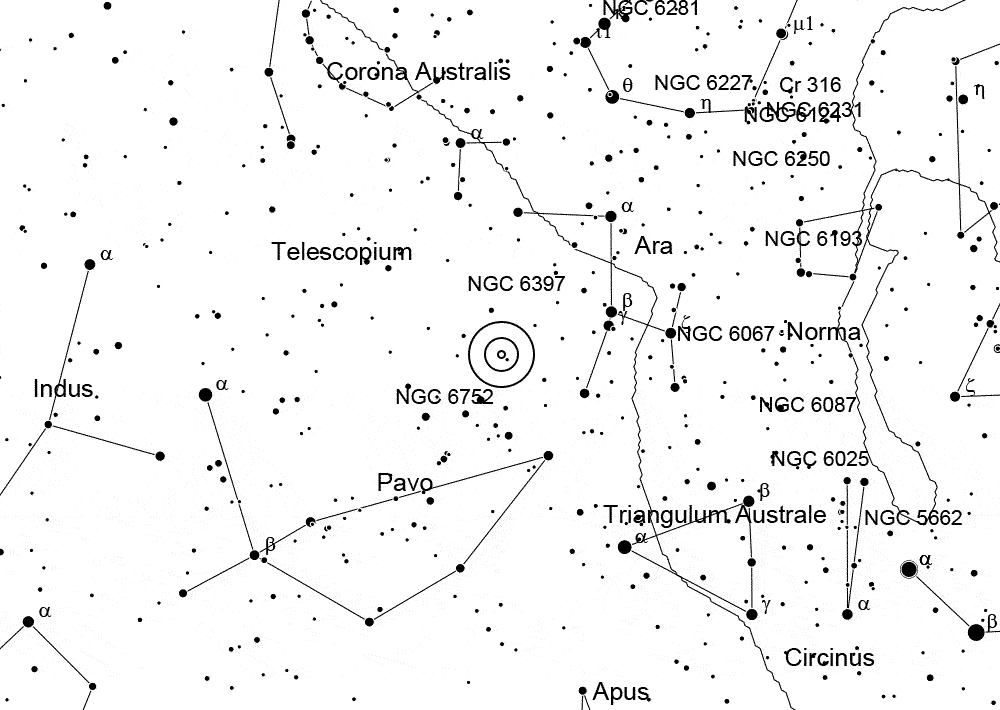 NGC 6281
ι1
μ1
Corona Australis
θ
NGC 6227
Cr 316
η
η
NGC 6231
NGC 6124
α
NGC 6250
α
Ara
NGC 6193
α
Telescopium
NGC 6397
β
γ
ζ
NGC 6067
Norma
Indus
α
NGC 6752
NGC 6087
ζ
Pavo
NGC 6025
β
Triangulum Australe
NGC 5662
α
β
α
α
γ
α
β
Circinus
Apus